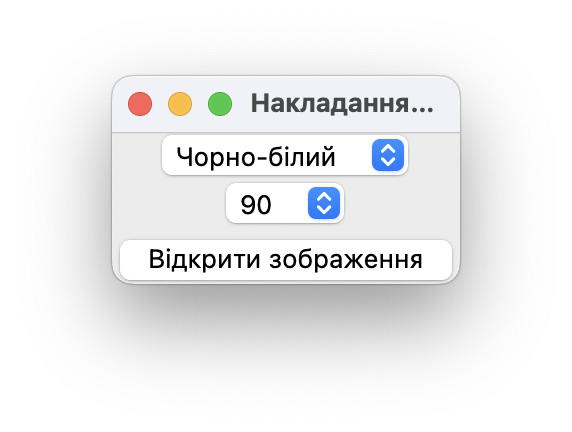 Накладання...
Чорно-білий
90
Відкрити зображення